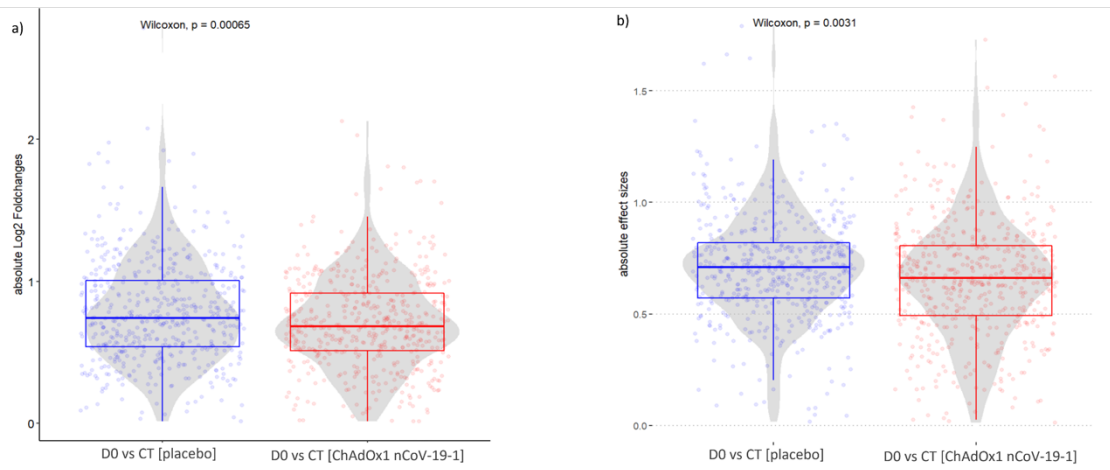 a)
Wilcoxon, p = 0.00065
absolute Log2 Foldchanges
2
1
0
D0 vs CT [placebo]
D0 vs CT [ChAdOx1 nCoV-19-1]
b)
Wilcoxon, p = 0.0031
absolute effect sizes
1.5
1.0
0.5
0.0
D0 vs CT [placebo]
D0 vs CT [ChAdOx1 nCoV-19-1]